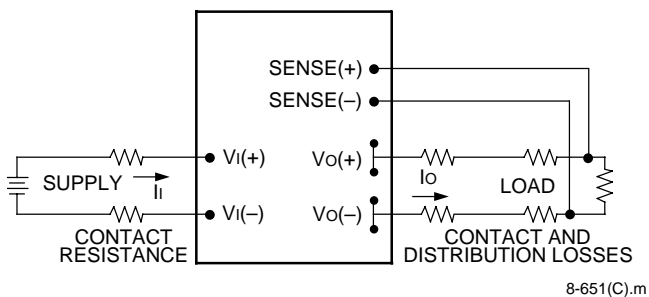 SENSE(+)
SENSE(–)
VI(+)
VO(+)
SUPPLY
II
IO
LOAD
VI(–)
VO(–)
CONTACT
RESISTANCE
CONTACT AND
DISTRIBUTION LOSSES
8-651(C).m